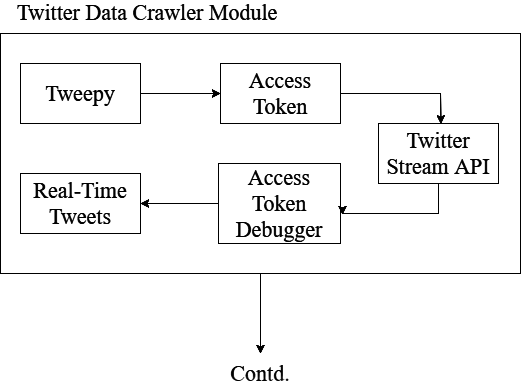 Twitter Data Crawler Module
Tweepy
Access
Token
Twitter
Stream API
Access
Token
Debugger
Real-Time
Tweets
Contd.